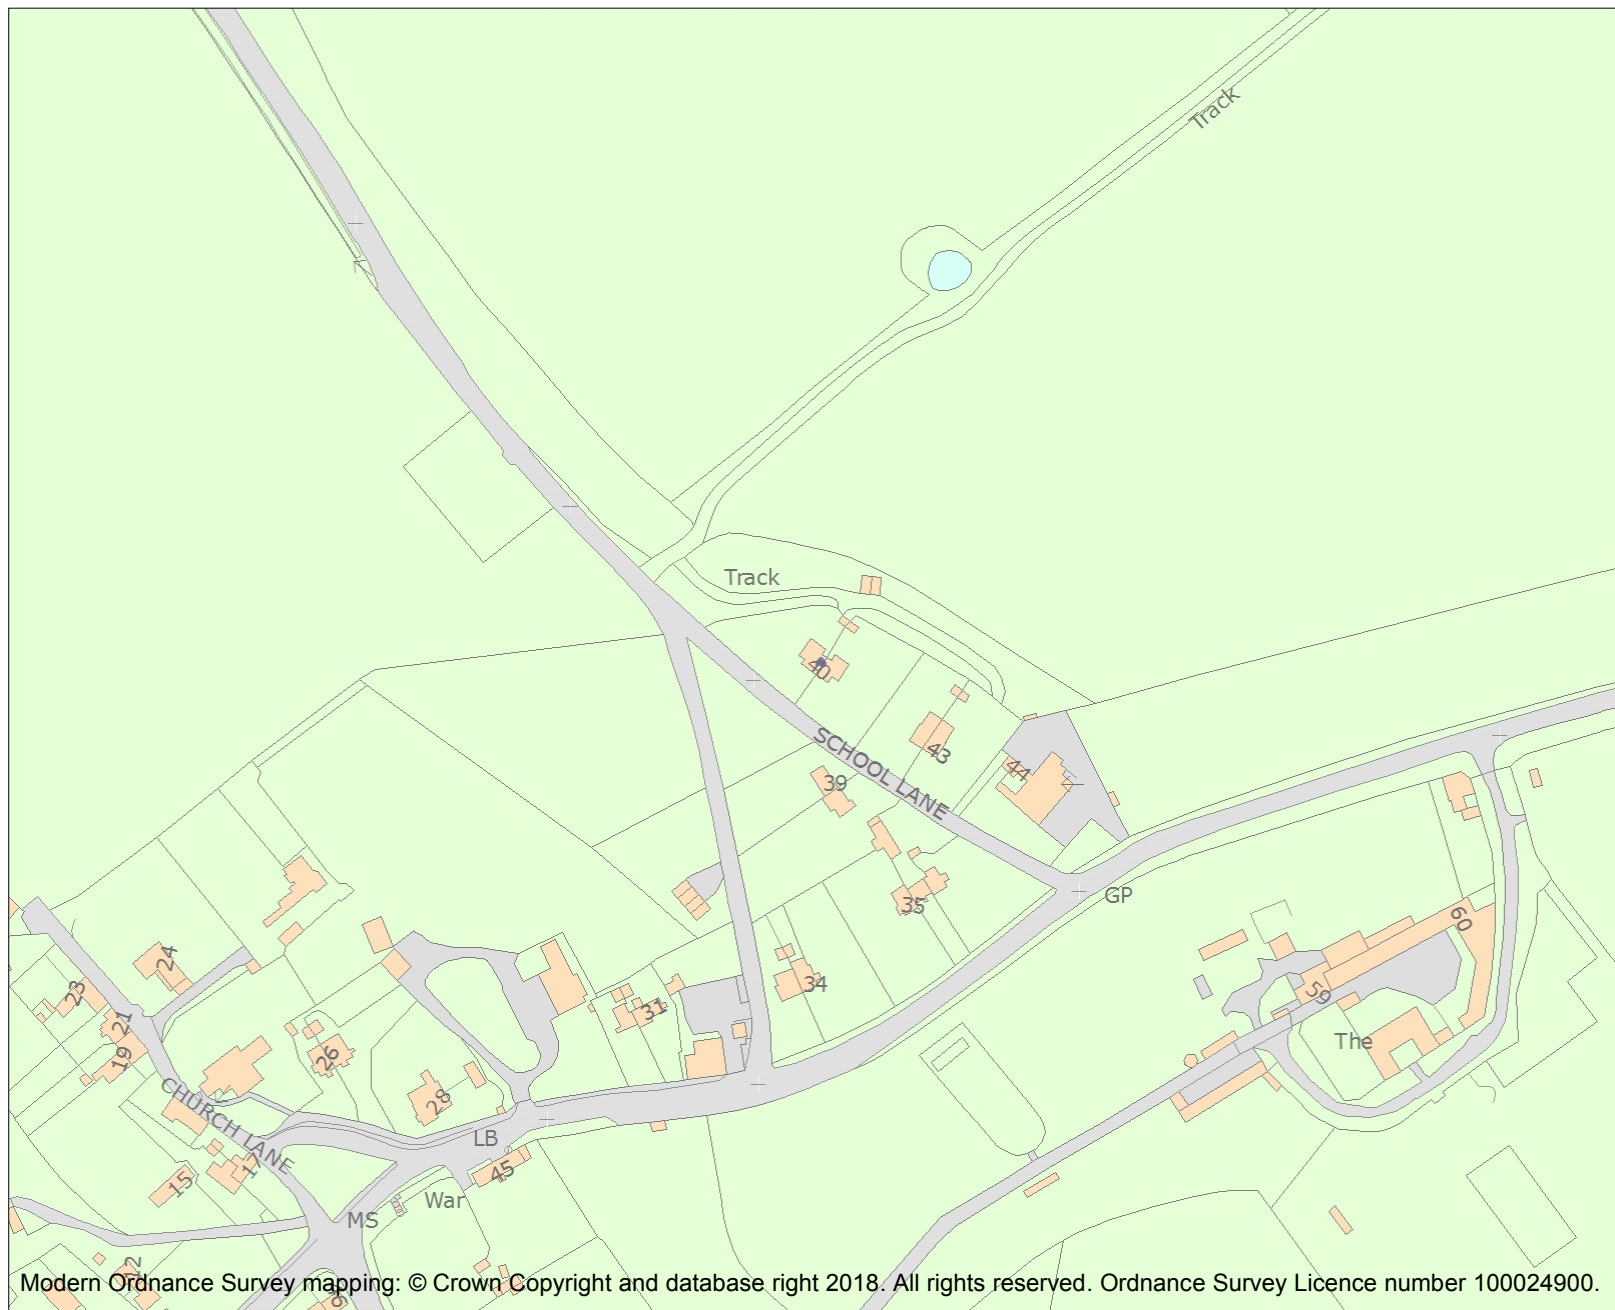 Track
Track
40
SCHOOL LANE
43
44
39
35
GP
34
60
59
The
24
23
21
19
26
31
28
CHURCH LANE
LB
17
15
45
War
MS
12
Modern Ordnance Survey mapping: © Crown Copyright and database right 2018. All rights reserved. Ordnance Survey Licence number 100024900.